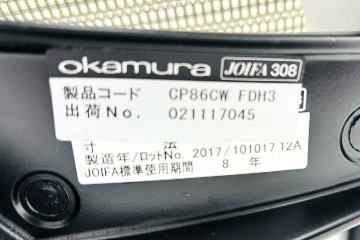 okamura JOIFA 308
製品コード CP86CW FDH3
出荷No. 021117045
寸 法
製造年/ロットNo. 2017/101017 12A
JOIFA標準使用期間 8 年